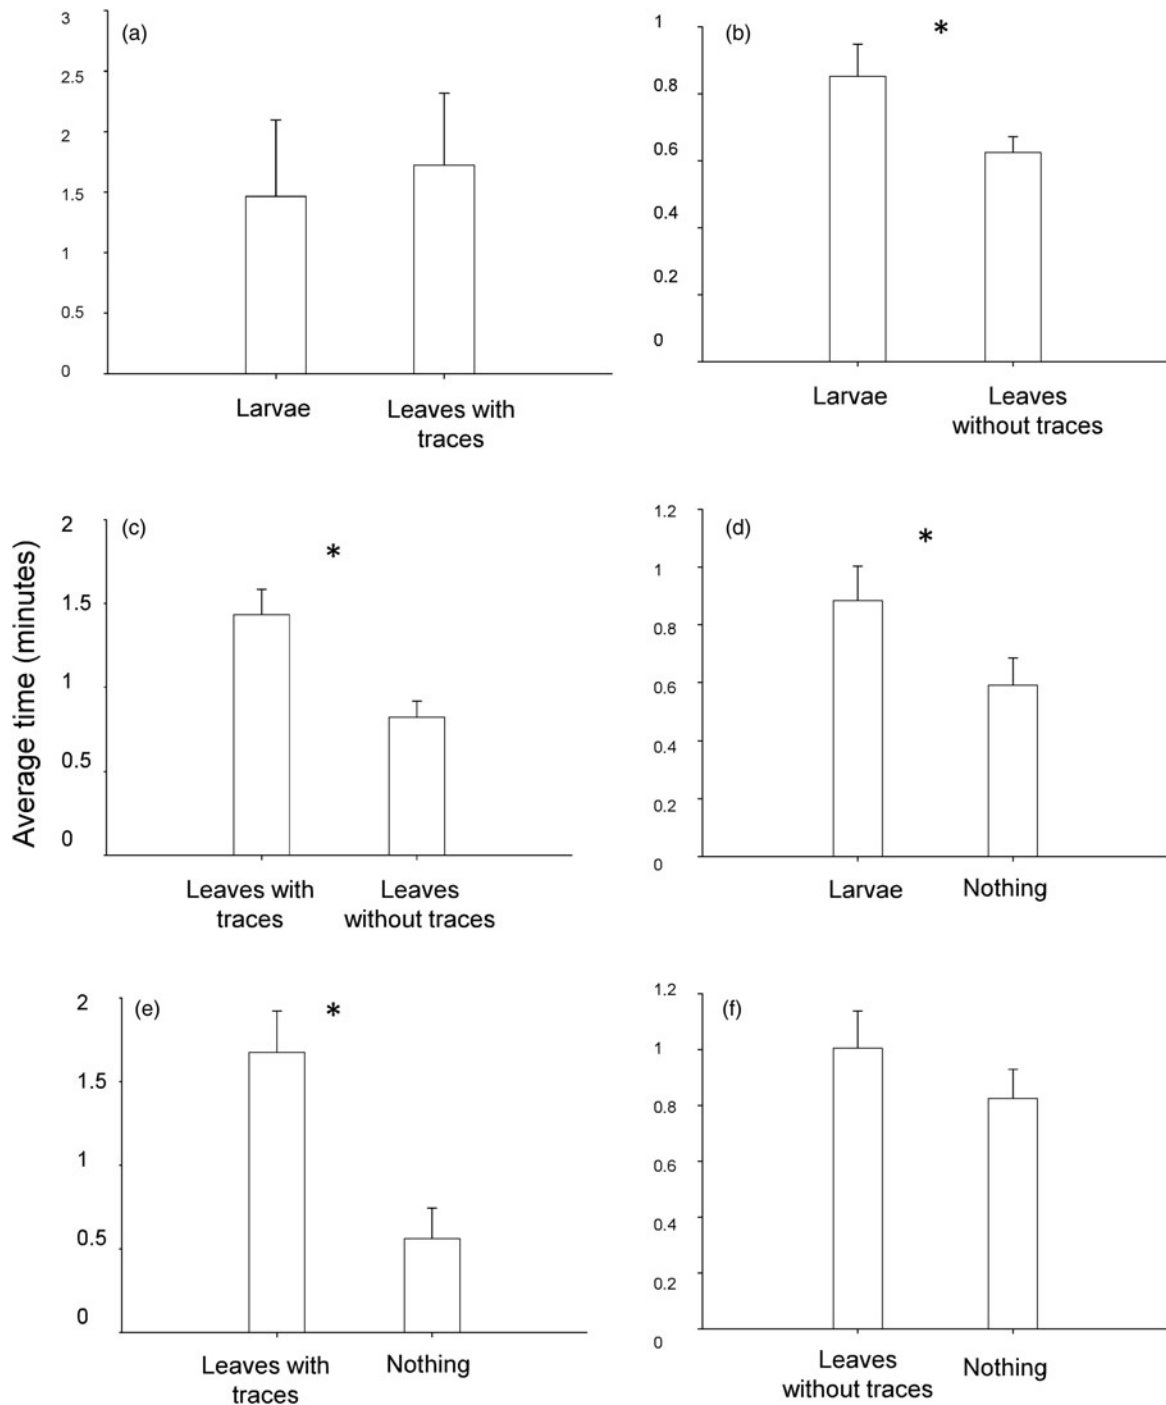 (a)
3
2.5
2
1.5
1
0.5
0
Larvae
Leaves with
traces
(b)
*
1
0.8
0.6
0.4
0.2
0
Larvae
Leaves
without traces
Average time (minutes)
(c)
*
2
1.5
1
0.5
0
Leaves with
traces
Leaves
without traces
(d)
*
1.2
1
0.8
0.6
0.4
0.2
0
Larvae
Nothing
(e)
*
2
1.5
1
0.5
0
Leaves with
traces
Nothing
(f)
1.2
1
0.8
0.6
0.4
0.2
0
Leaves
without traces
Nothing